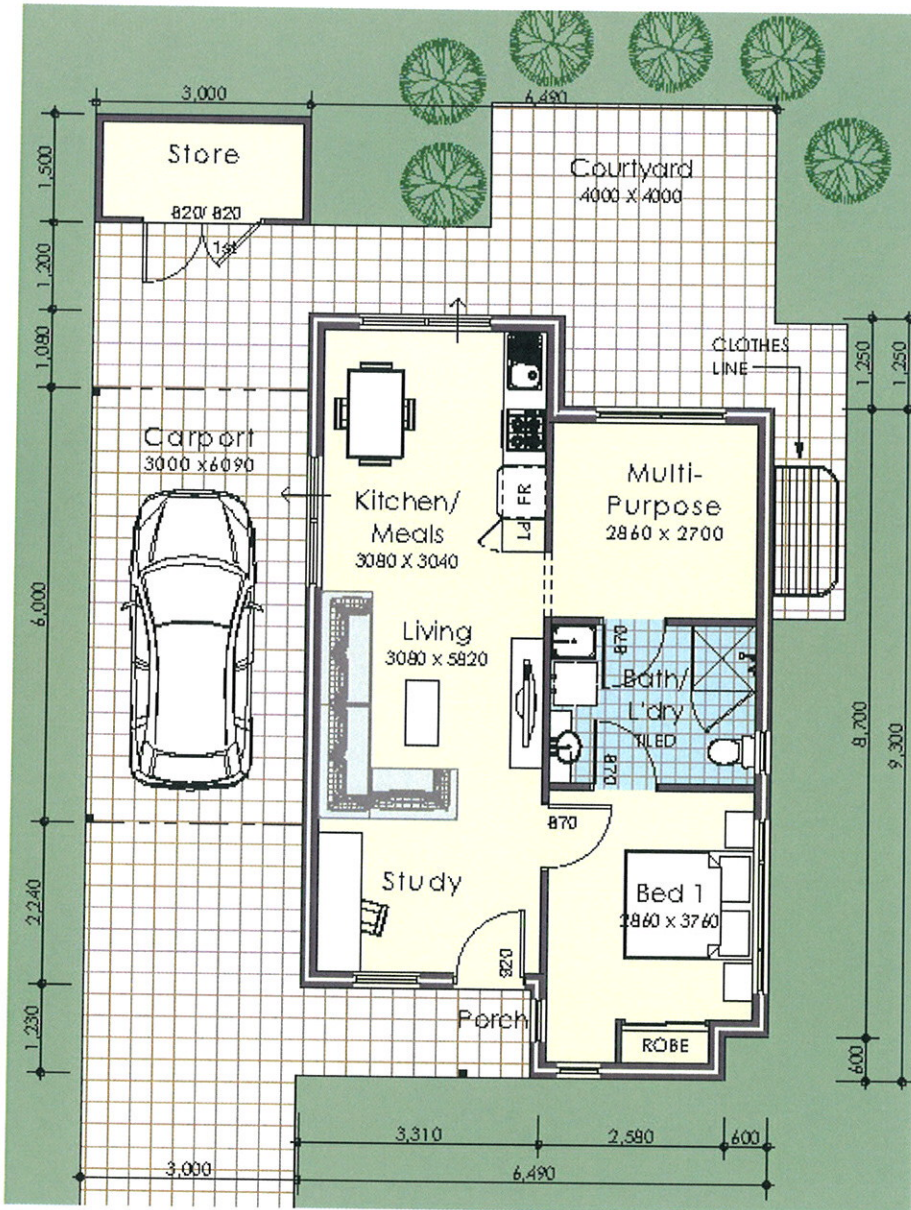 3,000
6,490
Store
1,500
Courtyard
4000 X 4000
820/ 820
1st
1,200
1,080
CLOTHES
LINE
1,250
1,250
Carport
3000 x6090
Kitchen/
Meals
3080 X 3040
FR
PT
Multi-
Purpose
2860 x 2700
6,000
Living
3080 x 5820
870
Bath/
L'dry
TILED
870
8,700
9,300
870
Study
Bed 1
2860 x 3760
2,240
920
Porch
ROBE
1,230
600
3,310
2,580
600
3,000
6,490